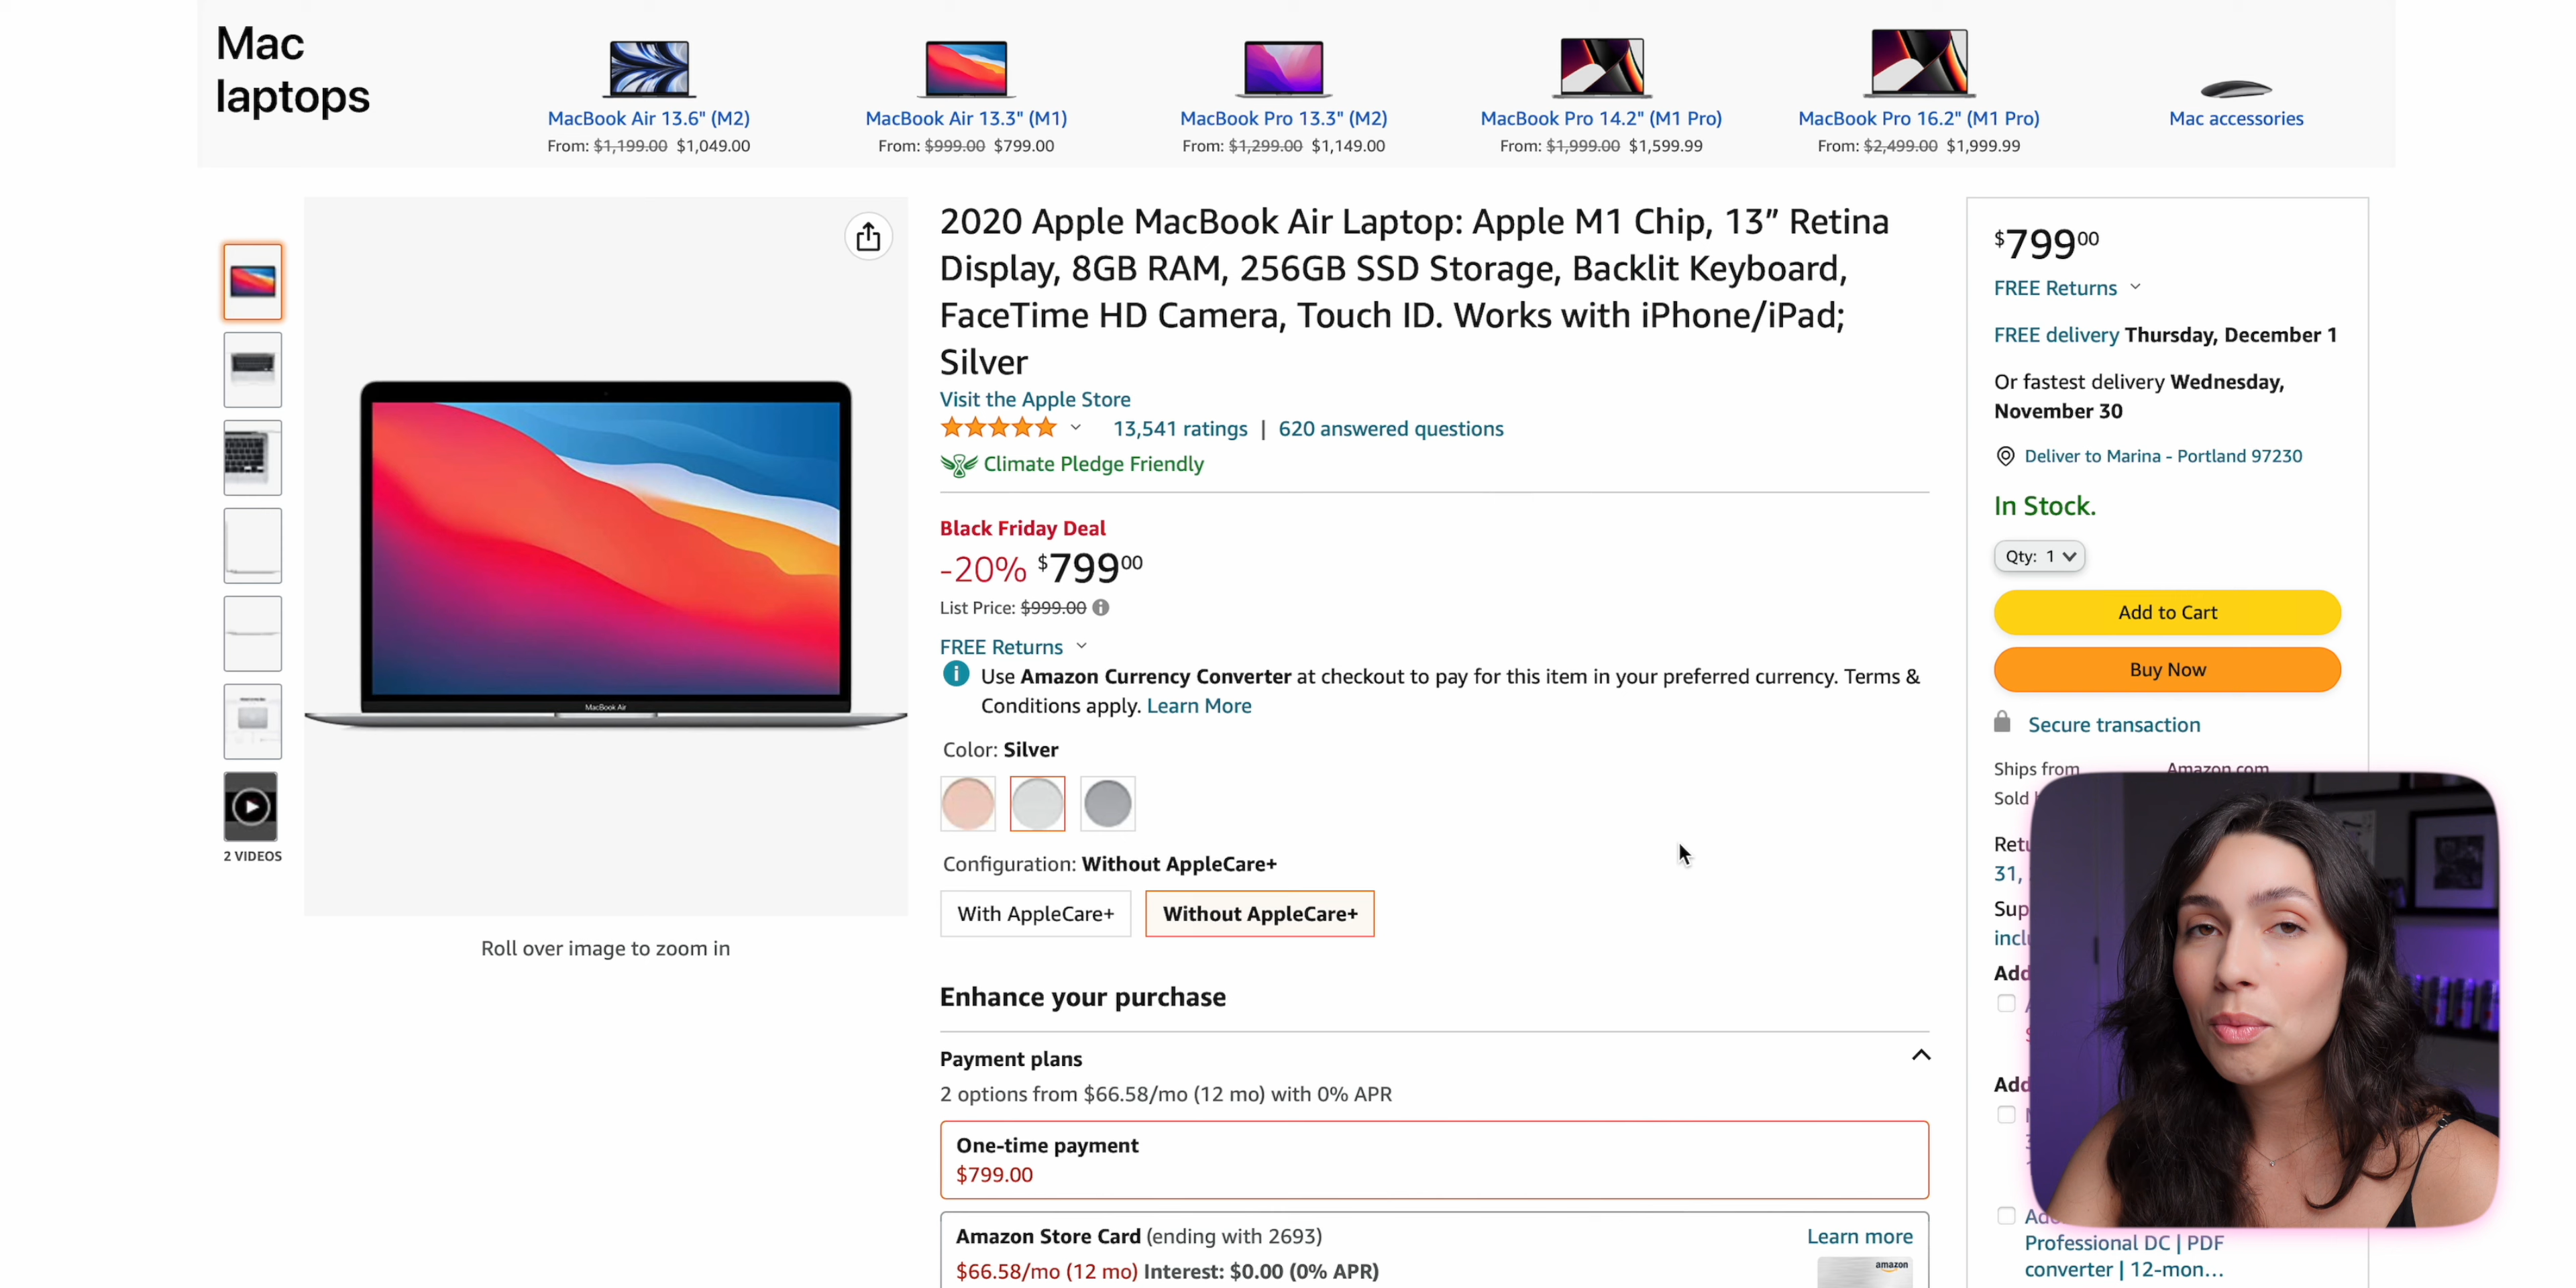 Mac
laptops
MacBook Air 13.6" (M2)
From: $1,199.00 $1,049.00
MacBook Air 13.3" (M1)
From: $999.00 $799.00
MacBook Pro 13.3" (M2)
From: $1,299.00 $1,149.00
MacBook Pro 14.2" (M1 Pro)
From: $1,999.00 $1,599.99
MacBook Pro 16.2" (M1 Pro)
From: $2,499.00 $1,999.99
Mac accessories
MacBook Air
2 VIDEOS
Roll over image to zoom in
2020 Apple MacBook Air Laptop: Apple M1 Chip, 13” Retina
Display, 8GB RAM, 256GB SSD Storage, Backlit Keyboard,
FaceTime HD Camera, Touch ID. Works with iPhone/iPad;
Silver
Visit the Apple Store
13,541 ratings | 620 answered questions
Climate Pledge Friendly
Black Friday Deal
-20% $79900
List Price: $999.00
FREE Returns
Use Amazon Currency Converter at checkout to pay for this item in your preferred currency. Terms &
Conditions apply. Learn More
Color: Silver
Configuration: Without AppleCare+
With AppleCare+
Without AppleCare+
Enhance your purchase
Payment plans
2 options from $66.58/mo (12 mo) with 0% APR
One-time payment
$799.00
Amazon Store Card (ending with 2693)
Learn more
$66.58/mo (12 mo) Interest: $0.00 (0% APR)
amazon
$79900
FREE Returns
FREE delivery Thursday, December 1
Or fastest delivery Wednesday,
November 30
Deliver to Marina - Portland 97230
In Stock.
Qty: 1
Add to Cart
Buy Now
Secure transaction
Ships from Amazon.com
Sold
31,
Professional DC | PDF
converter | 12-mon...